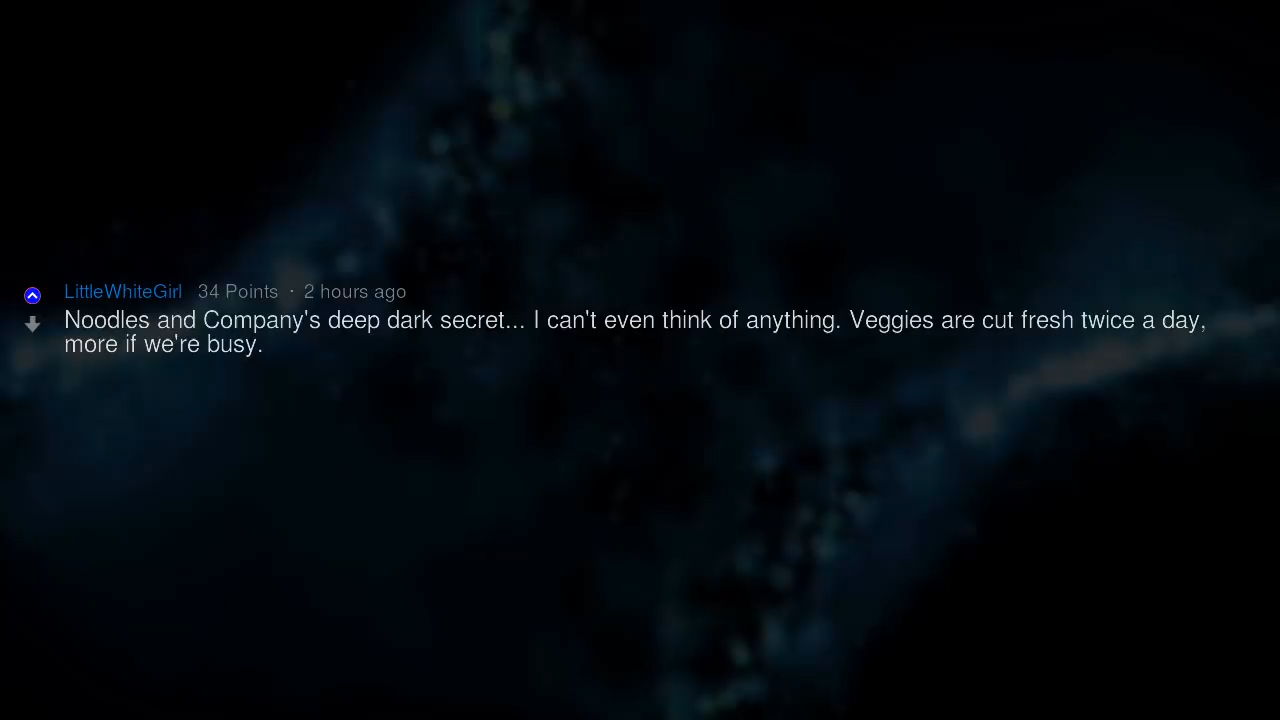 LittleWhiteGirl 34 Points · 2 hours ago
Noodles and Company's deep dark secret... I can't even think of anything. Veggies are cut fresh twice a day,
more if we're busy.